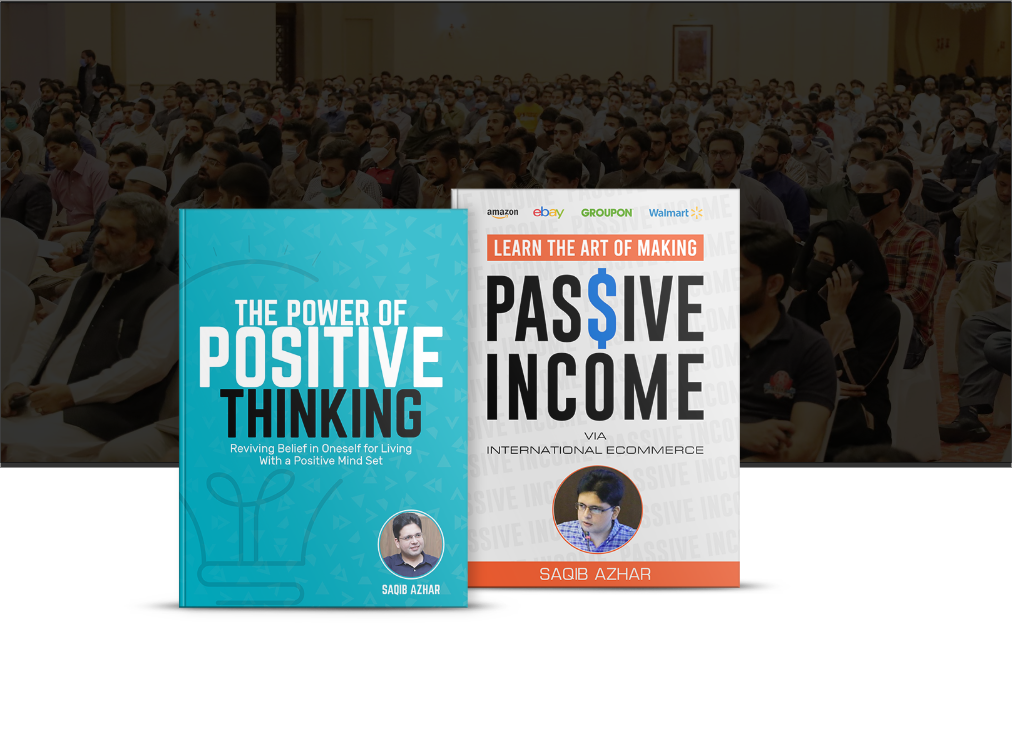 THE POWER OF
POSITIVE
THINKING
Reviving Belief in Oneself for Living
With a Positive Mind Set
SAQIB AZHAR
amazon ebay GROUPON Walmart
LEARN THE ART OF MAKING
PAS$IVE
INCOME
VIA
INTERNATIONAL ECOMMERCE
SAQIB AZHAR